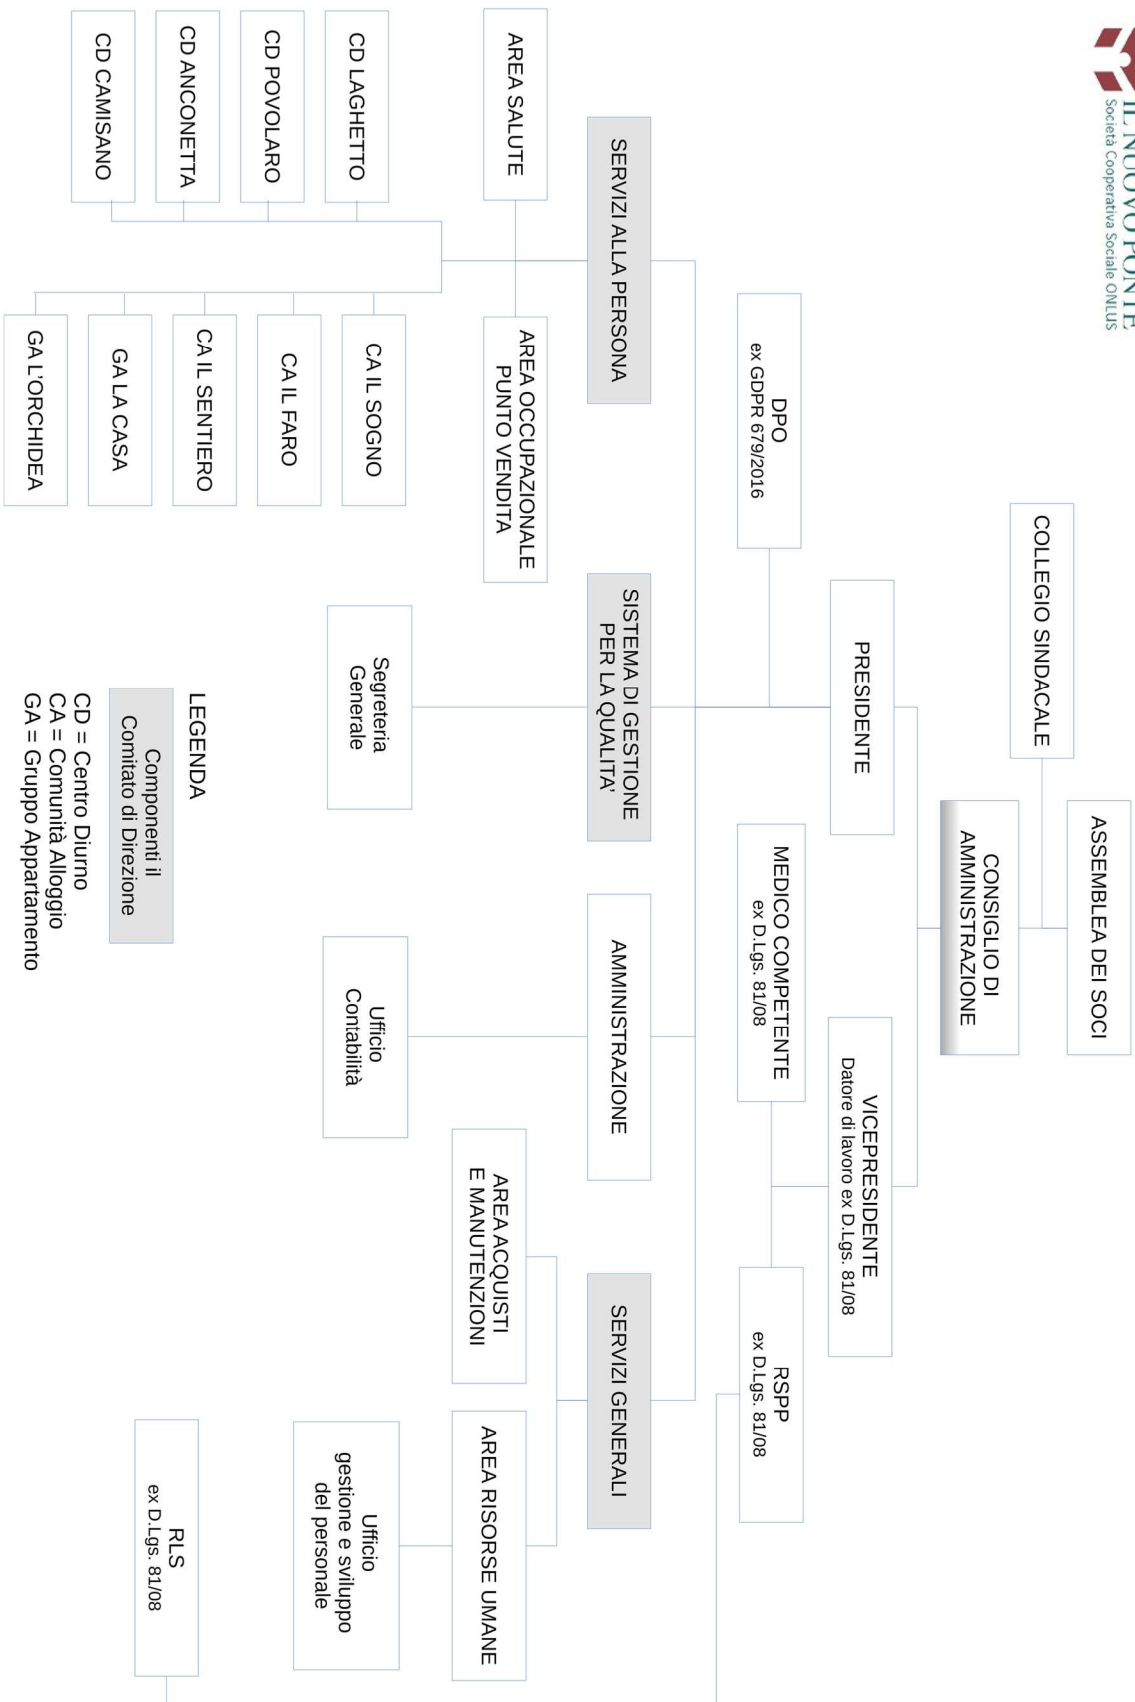 IL NUOVO PONTE
Società Cooperativa Sociale ONLUS
ASSEMBLEA DEI SOCI
COLLEGIO SINDACALE
CONSIGLIO DI
AMMINISTRAZIONE
PRESIDENTE
VICEPRESIDENTE
Datore di lavoro ex D.Lgs. 81/08
DPO
ex GDPR 679/2016
MEDICO COMPETENTE
ex D.Lgs. 81/08
RSPP
ex D.Lgs. 81/08
SERVIZI ALLA PERSONA
SISTEMA DI GESTIONE
PER LA QUALITA'
AMMINISTRAZIONE
SERVIZI GENERALI
AREA SALUTE
AREA OCCUPAZIONALE
PUNTO VENDITA
AREA ACQUISTI
E MANUTENZIONI
AREA RISORSE UMANE
CD LAGHETTO
CD POVOLARO
CD ANCONETTA
CD CAMISANO
CA IL SOGNO
CA IL FARO
CA IL SENTIERO
GA LA CASA
GA L'ORCHIDEA
Segreteria
Generale
Ufficio
Contabilità
Ufficio
gestione e sviluppo
del personale
RLS
ex D.Lgs. 81/08
LEGENDA
Componenti il
Comitato di Direzione
CD = Centro Diurno
CA = Comunità Alloggio
GA = Gruppo Appartamento